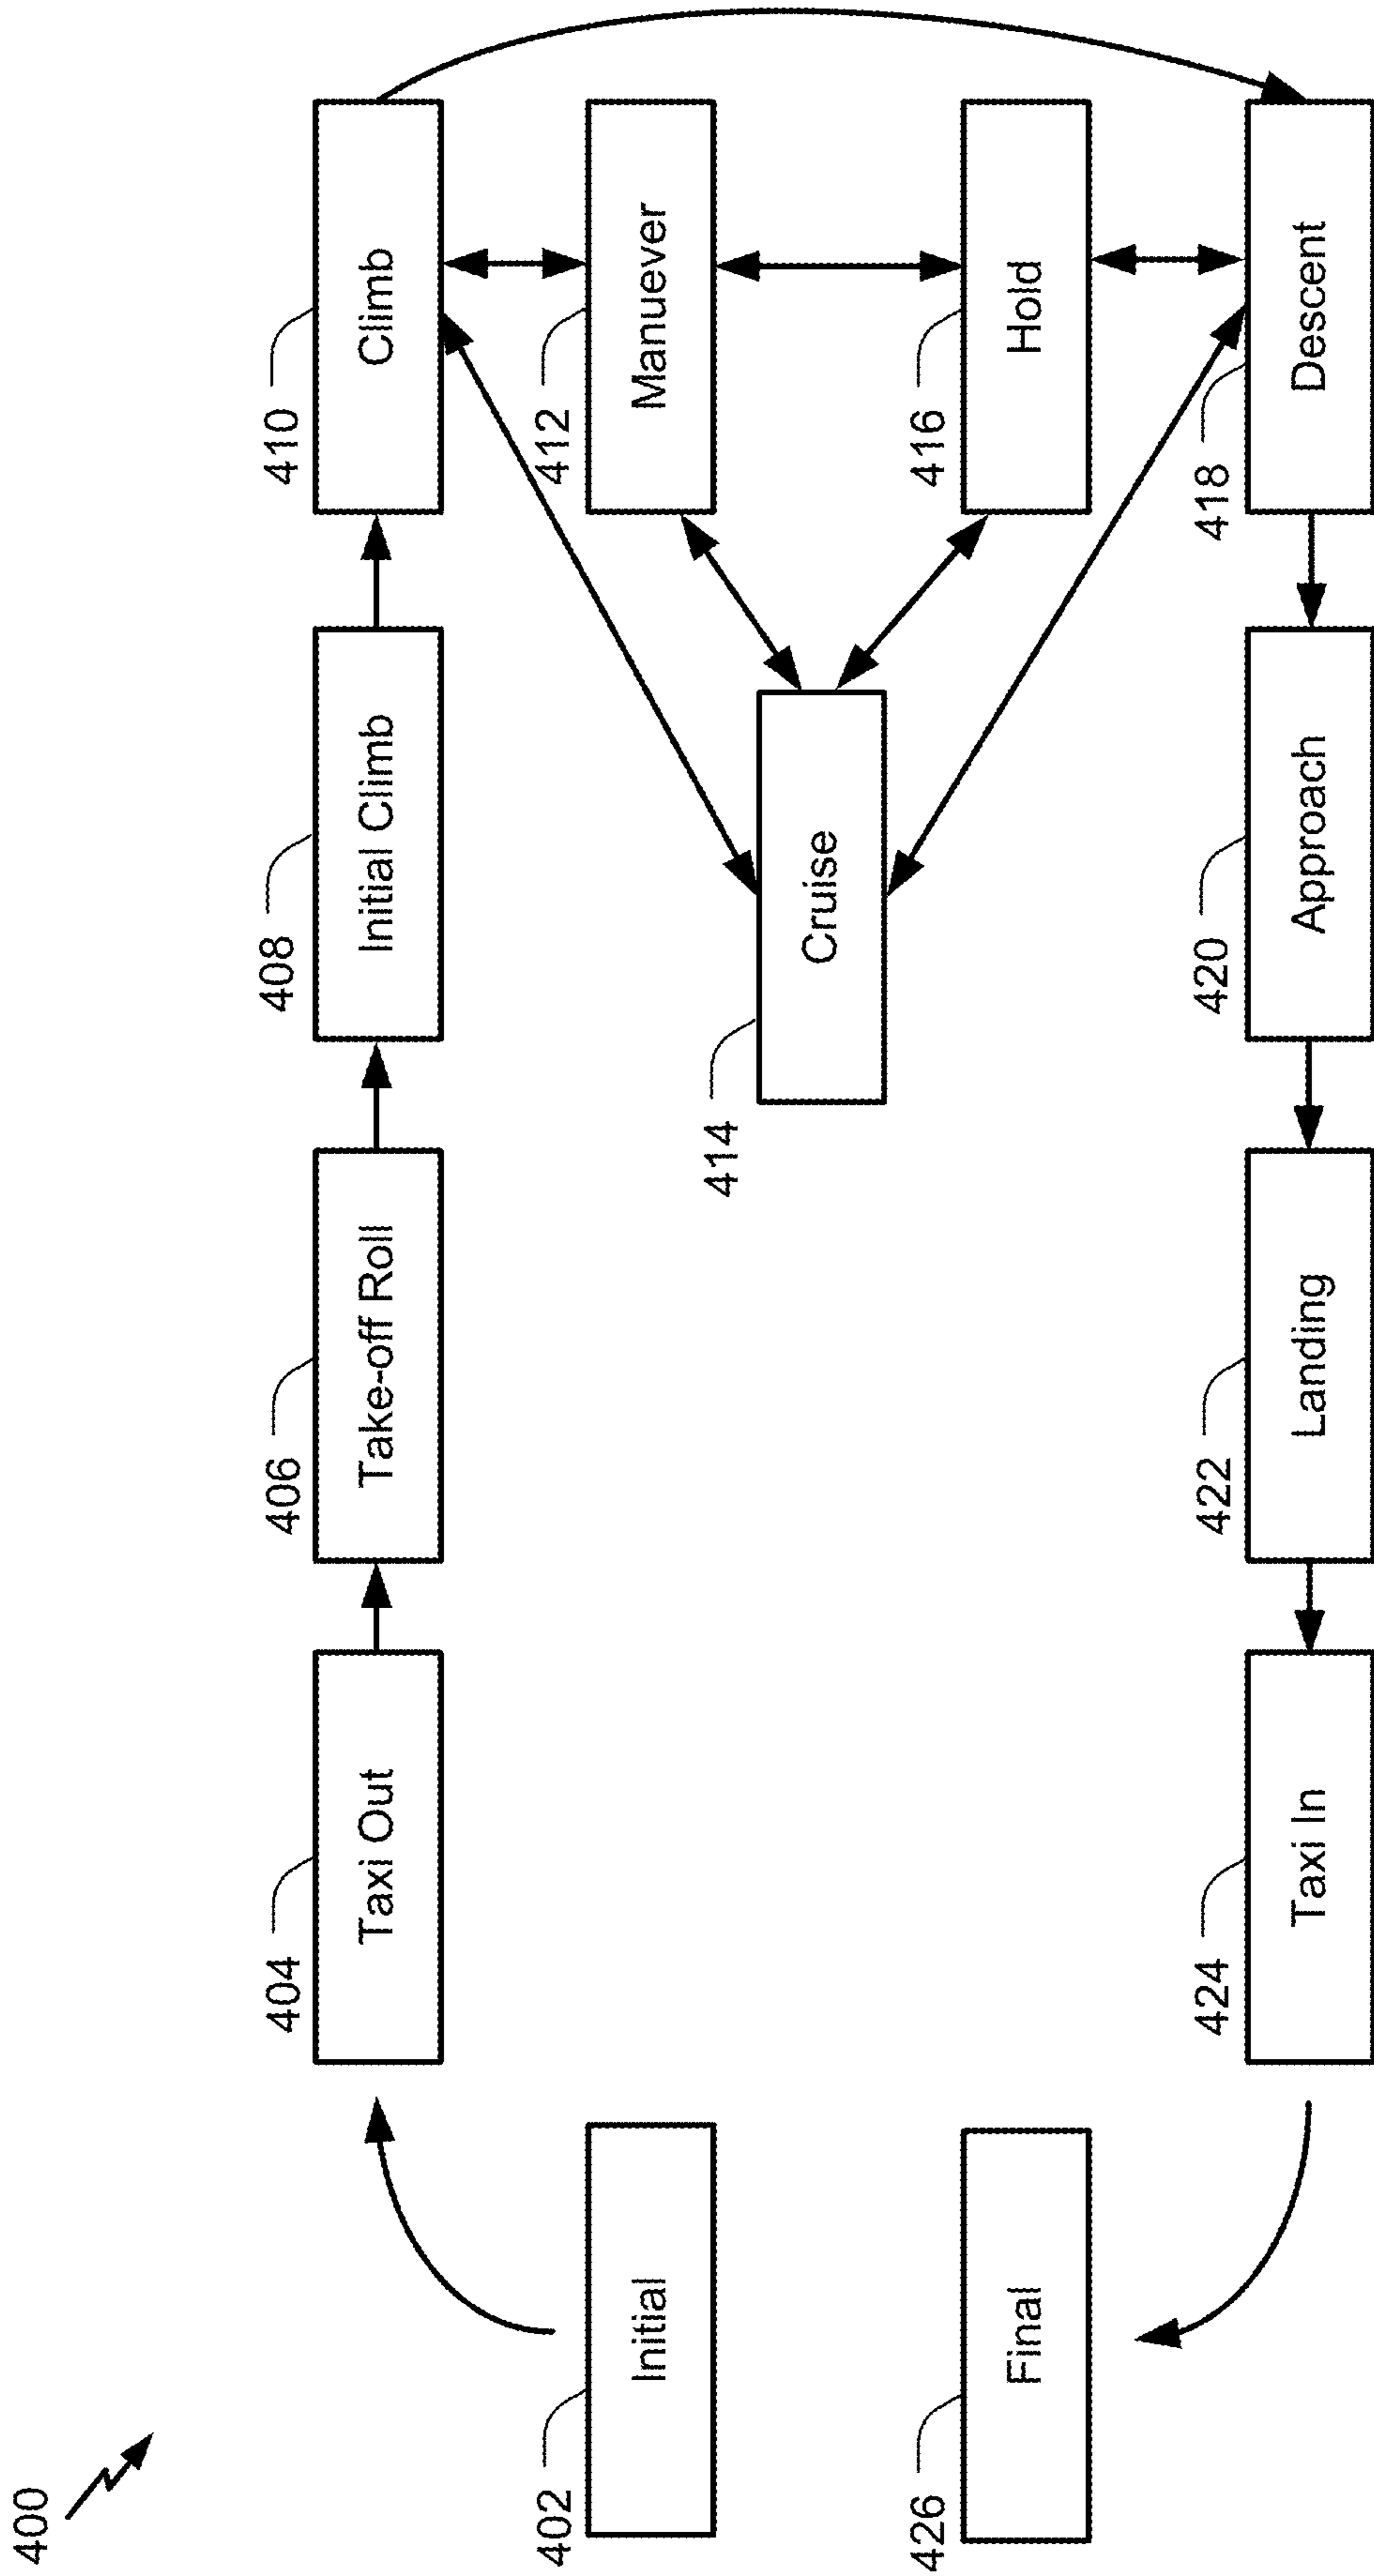 400
404
Taxi Out
406
Take-off Roll
408
Initial Climb
410
Climb
402
Initial
412
Manuever
414
Cruise
426
Final
416
Hold
424
Taxi In
422
Landing
420
Approach
418
Descent